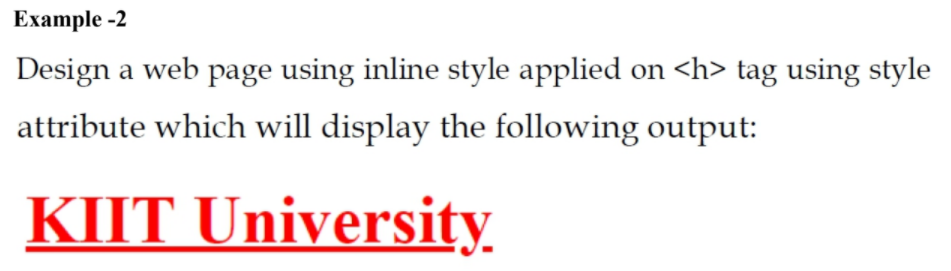 Example -2
Design a web page using inline style applied on <h> tag using style
attribute which will display the following output:
KIIT University